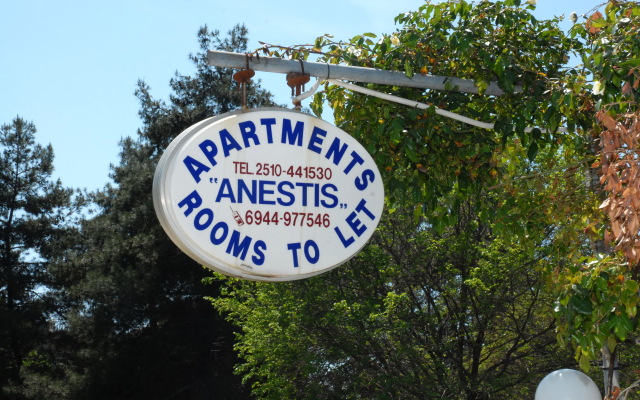 APARTMENTS
TEL. 2510-441530
"ANESTIS„
6944-977546
ROOMS TO LET